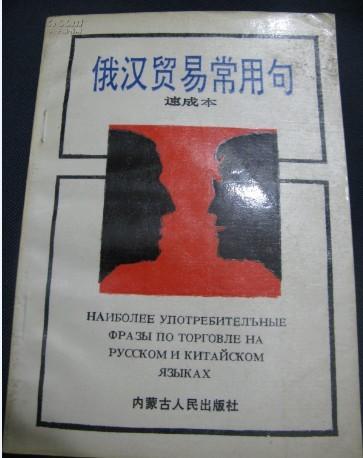 俄汉贸易常用句
速成本
НАИБОЛЕЕ УПОТРЕБИТЕЛЬНЫЕ
ФРАЗЫ ПО ТОРГОВЛЕ НА
РУССКОМ И КИТАЙСКОМ
ЯЗЫКАХ
内蒙古人民出版社